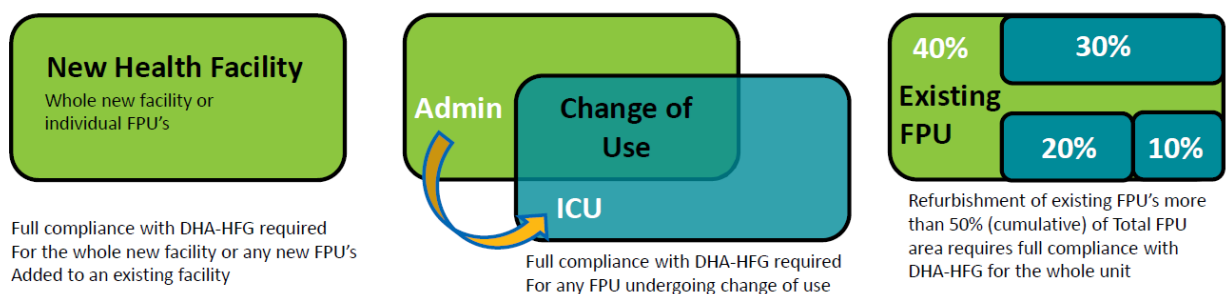 New Health Facility
Whole new facility or
individual FPU's
Full compliance with DHA-HFG required
For the whole new facility or any new FPU's
Added to an existing facility
Admin
Change of
Use
ICU
Full compliance with DHA-HFG required
For any FPU undergoing change of use
40%
30%
Existing
FPU
20%
10%
Refurbishment of existing FPU's more
than 50% (cumulative) of Total FPU
area requires full compliance with
DHA-HFG for the whole unit